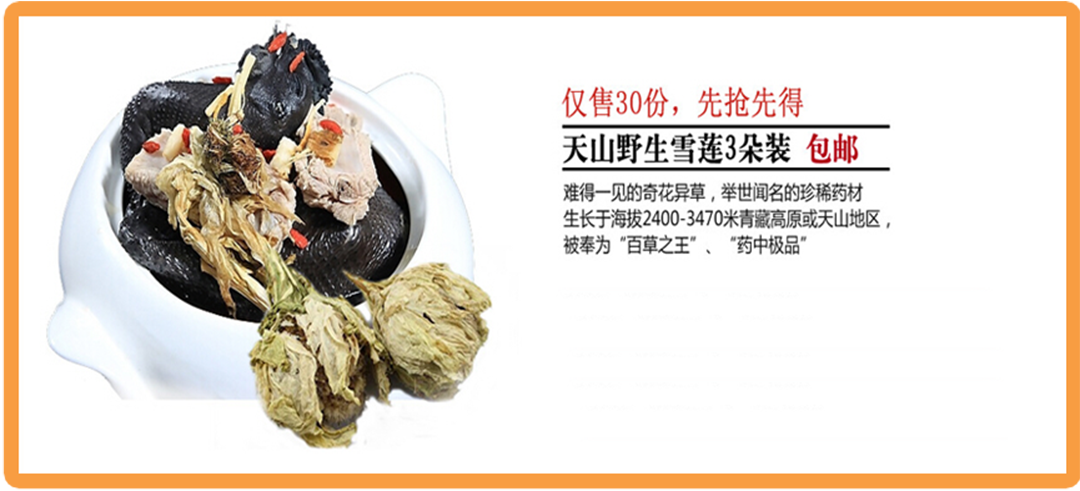 仅售30份，先抢先得
天山野生雪莲3朵装 包邮
难得一见的奇花异草，举世闻名的珍稀药材
生长于海拔2400-3470米青藏高原或天山地区，
被奉为“百草之王”、“药中极品”